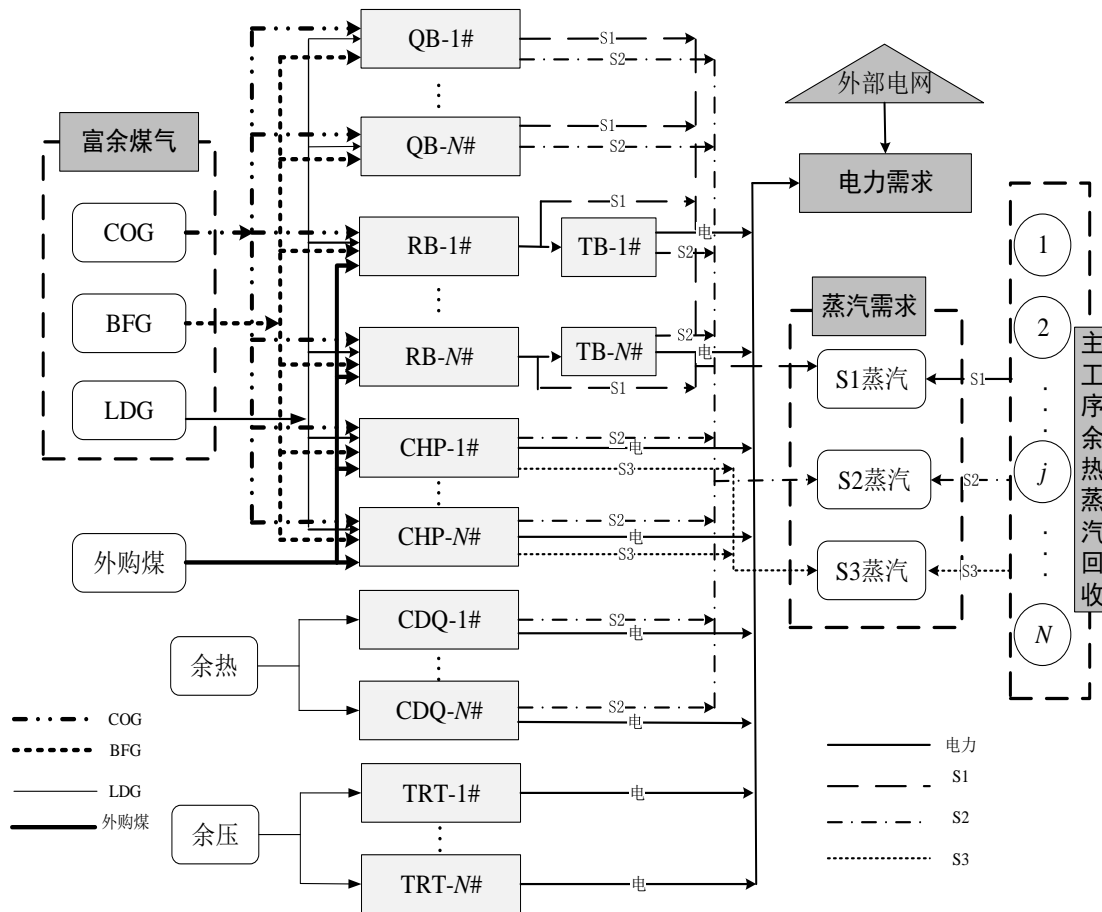 富余煤气
COG
BFG
LDG
外购煤
余热
余压
QB-1#
QB-N#
RB-1#
RB-N#
TB-1#
TB-N#
CHP-1#
CHP-N#
CDQ-1#
CDQ-N#
TRT-1#
TRT-N#
S1
S2
S1
S2
S1
电
S2
S2
电
S1
S2
电
S3
S2
电
S3
S2
电
S2
电
电
电
外部电网
电力需求
蒸汽需求
S1蒸汽
S2蒸汽
S3蒸汽
S1
S2
S3
1
2
j
N
主工序余热蒸汽回收
COG
BFG
LDG
外购煤
电力
S1
S2
S3